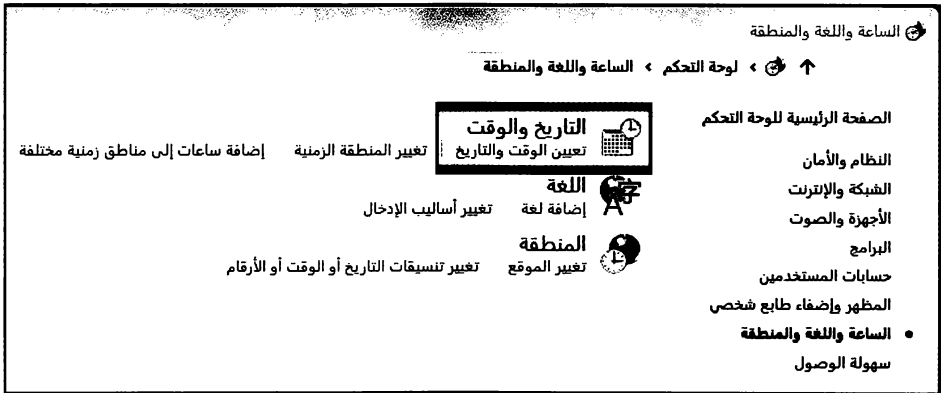 الساعة واللغة والمنطقة
↑ › لوحة التحكم › الساعة واللغة والمنطقة
الصفحة الرئيسية للوحة التحكم
النظام والأمان
الشبكة والإنترنت
الأجهزة والصوت
البرامج
حسابات المستخدمين
المظهر وإضفاء طابع شخصي
• الساعة واللغة والمنطقة
سهولة الوصول
التاريخ والوقت
تعيين الوقت والتاريخ تغيير المنطقة الزمنية إضافة ساعات إلى مناطق زمنية مختلفة
اللغة
إضافة لغة تغيير أساليب الإدخال
المنطقة
تغيير الموقع تغيير تنسيقات التاريخ أو الوقت أو الأرقام